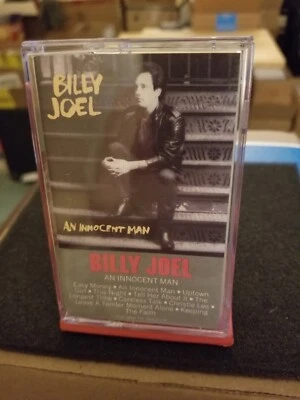 BILLY
JOEL
AN INNOCENT MAN
BILLY JOEL
AN INNOCENT MAN
Easy Money • An Innocent Man • Uptown
Girl • This Night • Tell Her About It • The
Longest Time • Careless Talk • Christie Lee •
Leave A Tender Moment Alone • Keeping
The Faith